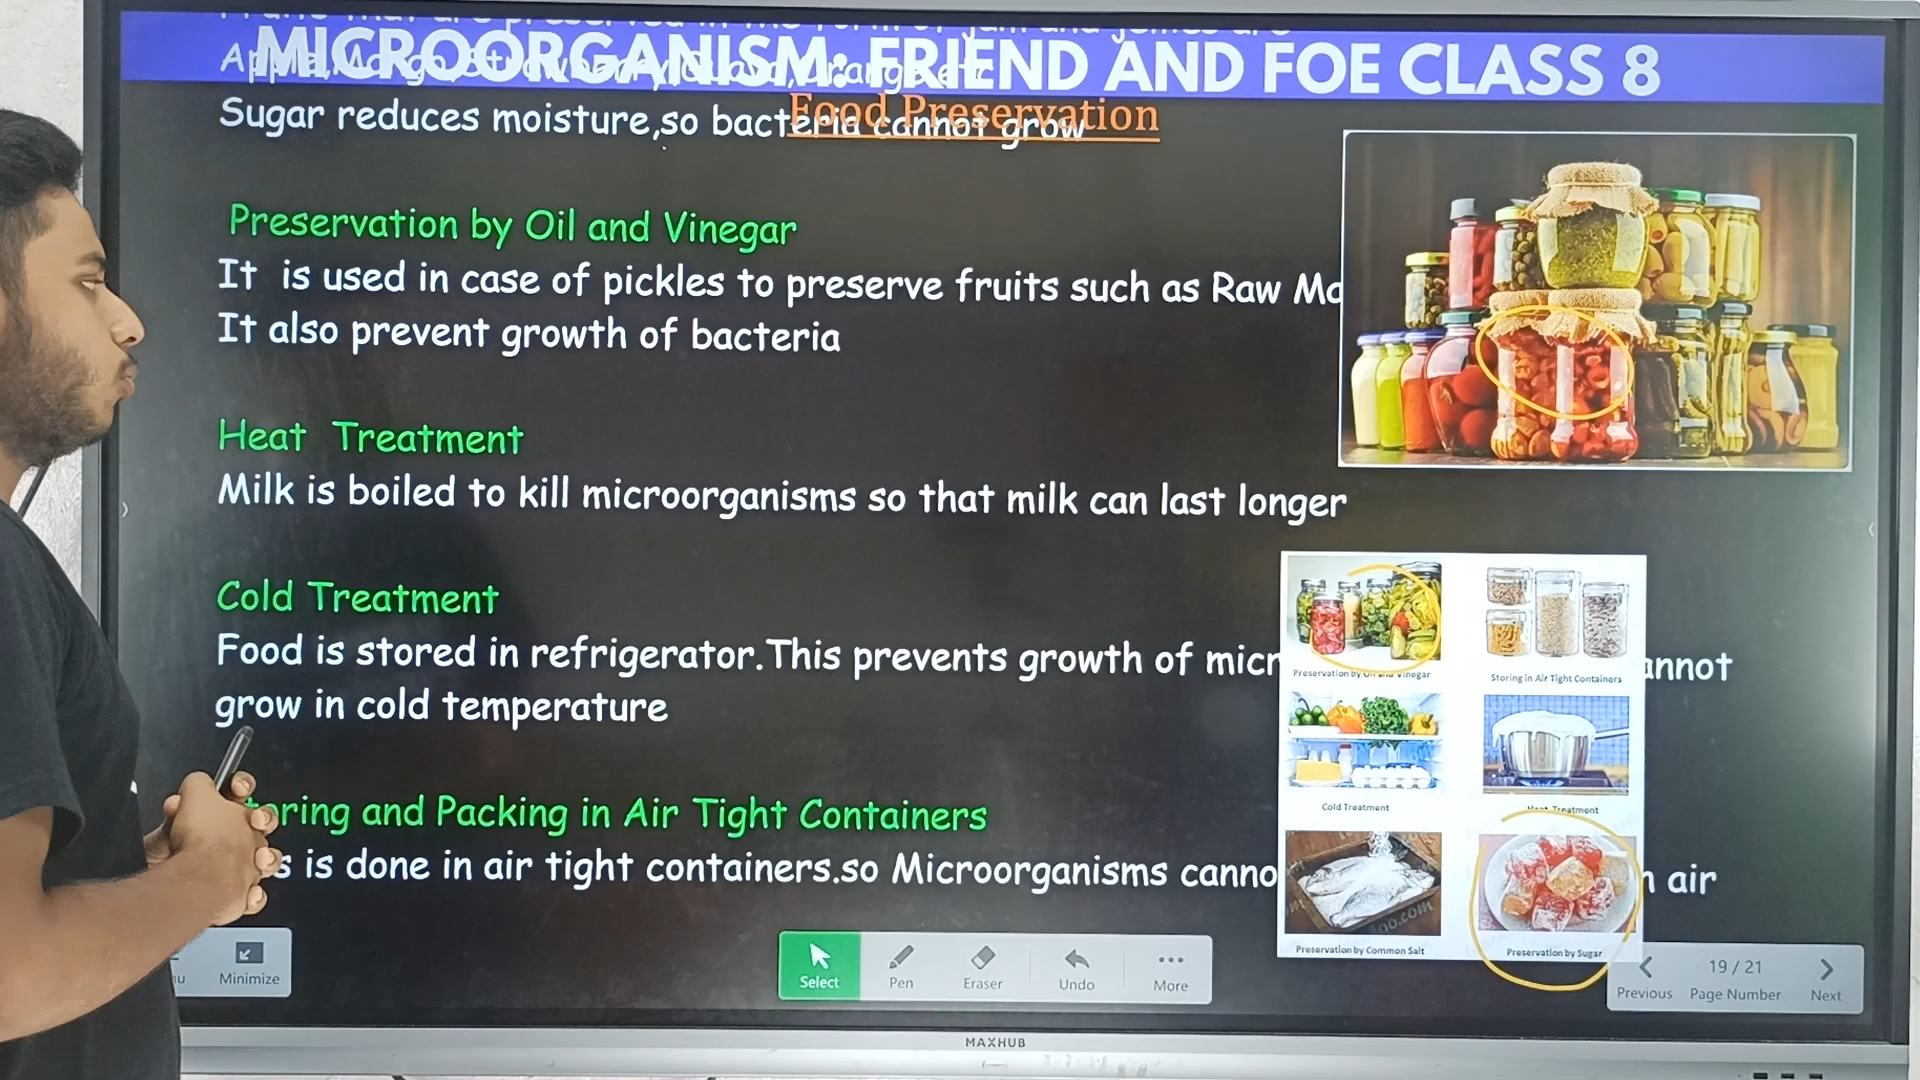 MICROORGANISM: FRIEND AND FOE CLASS 8
Food Preservation
Sugar reduces moisture,so bacteria cannot grow
Preservation by Oil and Vinegar
It is used in case of pickles to preserve fruits such as Raw
It also prevent growth of bacteria
Heat Treatment
Milk is boiled to kill microorganisms so that milk can last longer
Cold Treatment
Food is stored in refrigerator.This prevents growth of micr annot
grow in cold temperature
oring and Packing in Air Tight Containers
s is done in air tight containers.so Microorganisms canno air
Preservation by Oil and Vinegar
Storing in Air Tight Containers
Cold Treatment
Heat Treatment
Preservation by Common Salt
Preservation by Sugar
Minimize
Select
Pen
Eraser
Undo
More
19 / 21
Previous
Page Number
Next
MAXHUB